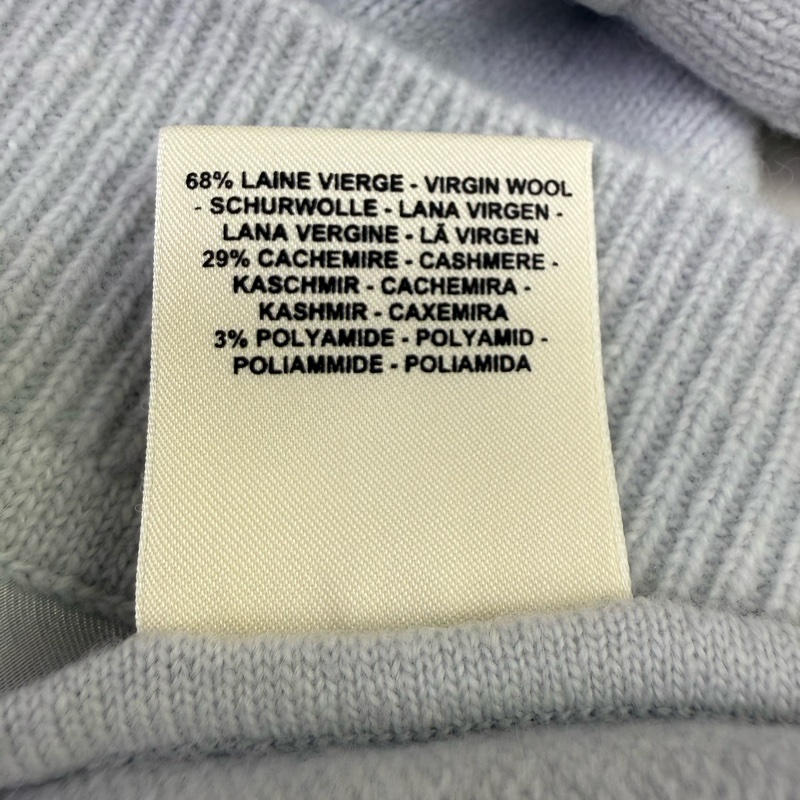 68% LAINE VIERGE - VIRGIN WOOL
- SCHURWOLLE - LANA VIRGEN -
LANA VERGINE - LÃ VIRGEN
29% CACHEMIRE - CASHMERE -
KASCHMIR - CACHEMIRA -
KASHMIR - CAXEMIRA
3% POLYAMIDE - POLYAMID -
POLIAMMIDE - POLIAMIDA